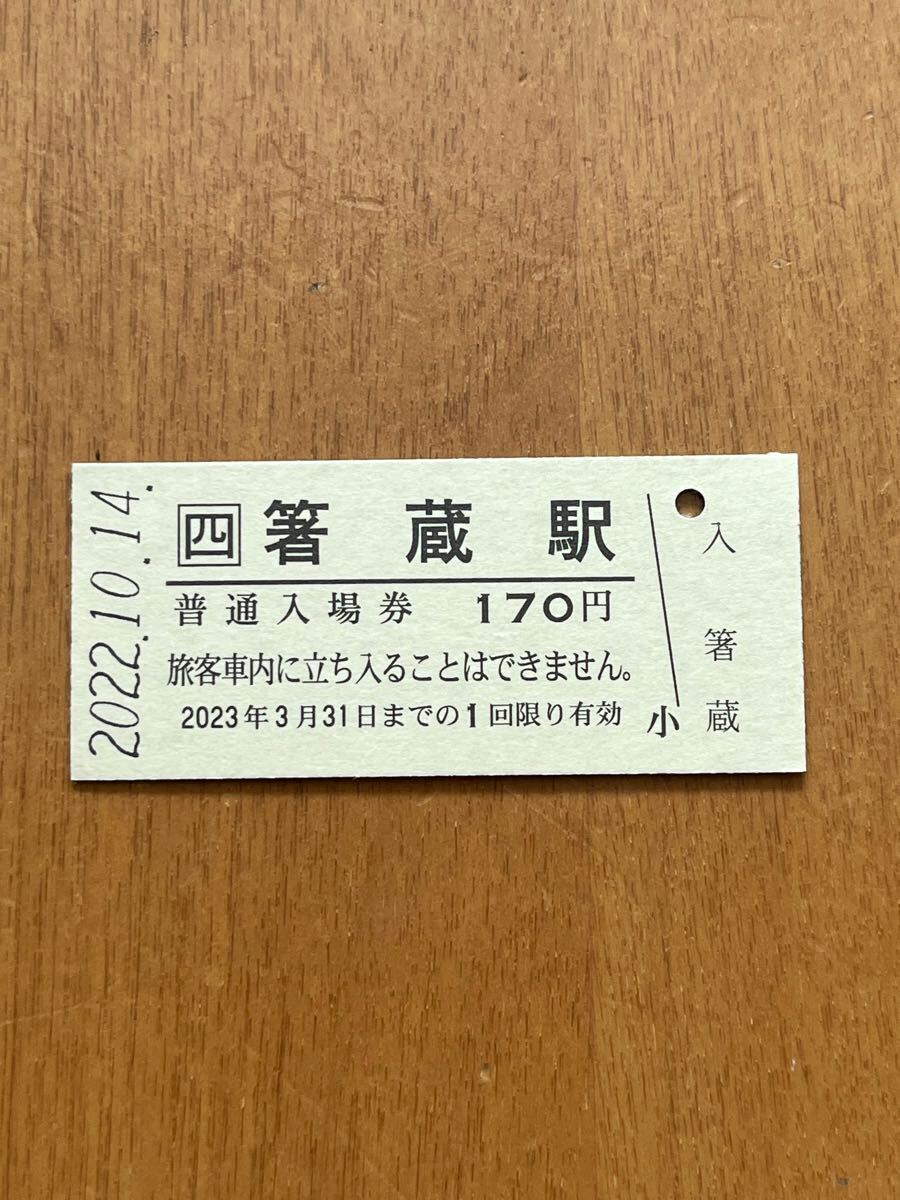 2022.10.14.
四 箸蔵駅
普通入場券 170円
旅客車内に立ち入ることはできません。
2023年3月31日までの1回限り有効
小
入
箸
蔵